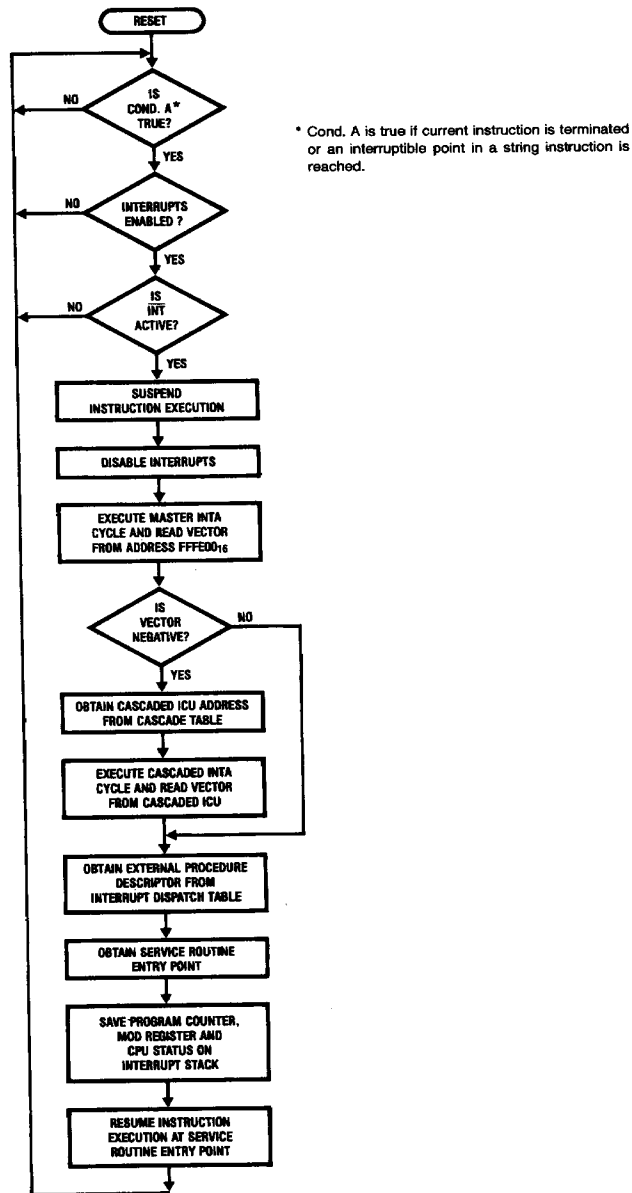 RESET
IS
COND. A*
TRUE?
NO
YES
* Cond. A is true if current instruction is terminated
or an interruptible point in a string instruction is
reached.
INTERRUPTS
ENABLED ?
NO
YES
IS
INT
ACTIVE?
NO
YES
SUSPEND
INSTRUCTION EXECUTION
DISABLE INTERRUPTS
EXECUTE MASTER INTA
CYCLE AND READ VECTOR
FROM ADDRESS FFFE00₁₆
IS
VECTOR
NEGATIVE?
NO
YES
OBTAIN CASCADED ICU ADDRESS
FROM CASCADE TABLE
EXECUTE CASCADED INTA
CYCLE AND READ VECTOR
FROM CASCADED ICU
OBTAIN EXTERNAL PROCEDURE
DESCRIPTOR FROM
INTERRUPT DISPATCH TABLE
OBTAIN SERVICE ROUTINE
ENTRY POINT
SAVE PROGRAM COUNTER,
MOD REGISTER AND
CPU STATUS ON
INTERRUPT STACK
RESUME INSTRUCTION
EXECUTION AT SERVICE
ROUTINE ENTRY POINT